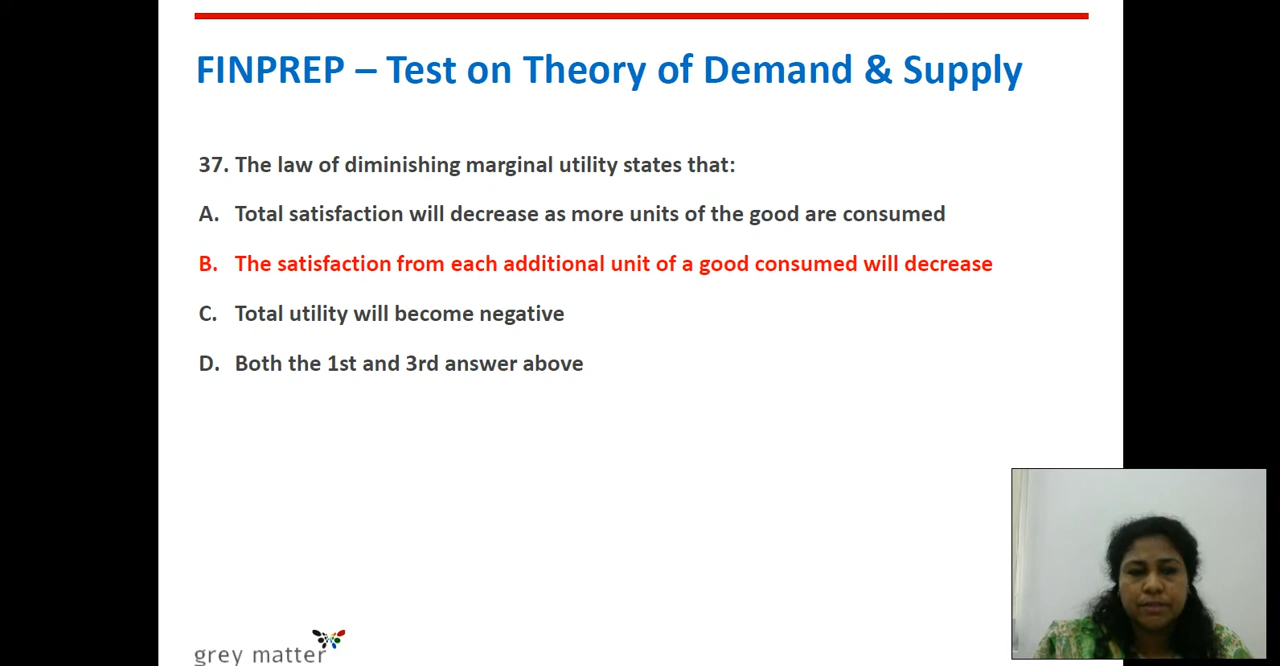 FINPREP – Test on Theory of Demand & Supply
37. The law of diminishing marginal utility states that:
A. Total satisfaction will decrease as more units of the good are consumed
B. The satisfaction from each additional unit of a good consumed will decrease
C. Total utility will become negative
D. Both the 1st and 3rd answer above
grey matter